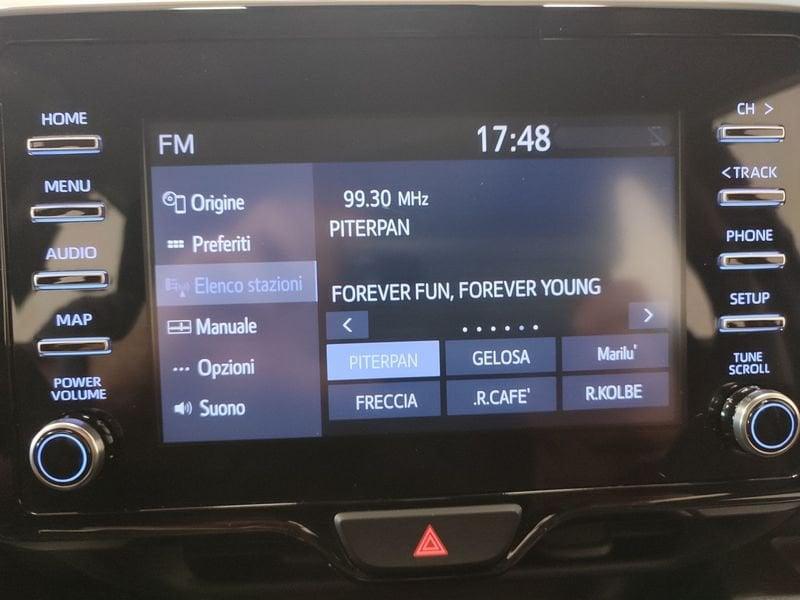 HOME
MENU
AUDIO
MAP
POWER
VOLUME
FM
17:48
Origine
Preferiti
Elenco stazioni
Manuale
Opzioni
Suono
99.30 MHz
PITERPAN
FOREVER FUN, FOREVER YOUNG
PITERPAN GELOSA Marilu'
FRECCIA .R.CAFE' R.KOLBE
CH >
< TRACK
PHONE
SETUP
TUNE
SCROLL